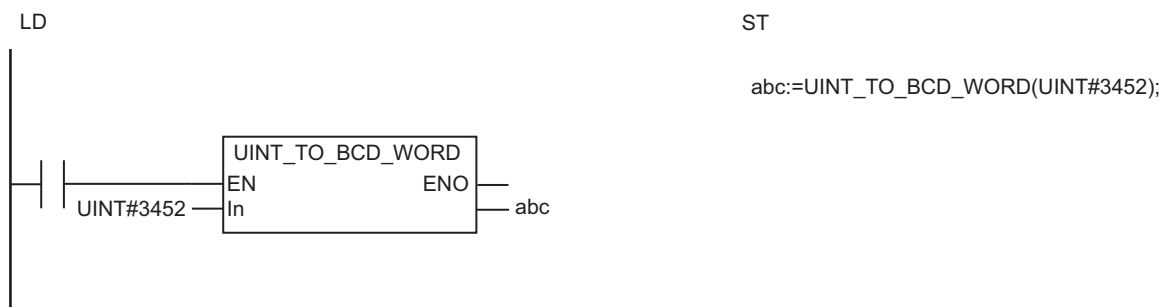 LD
ST
abc:=UINT_TO_BCD_WORD(UINT#3452);
UINT_TO_BCD_WORD
EN ENO
UINT#3452 In abc